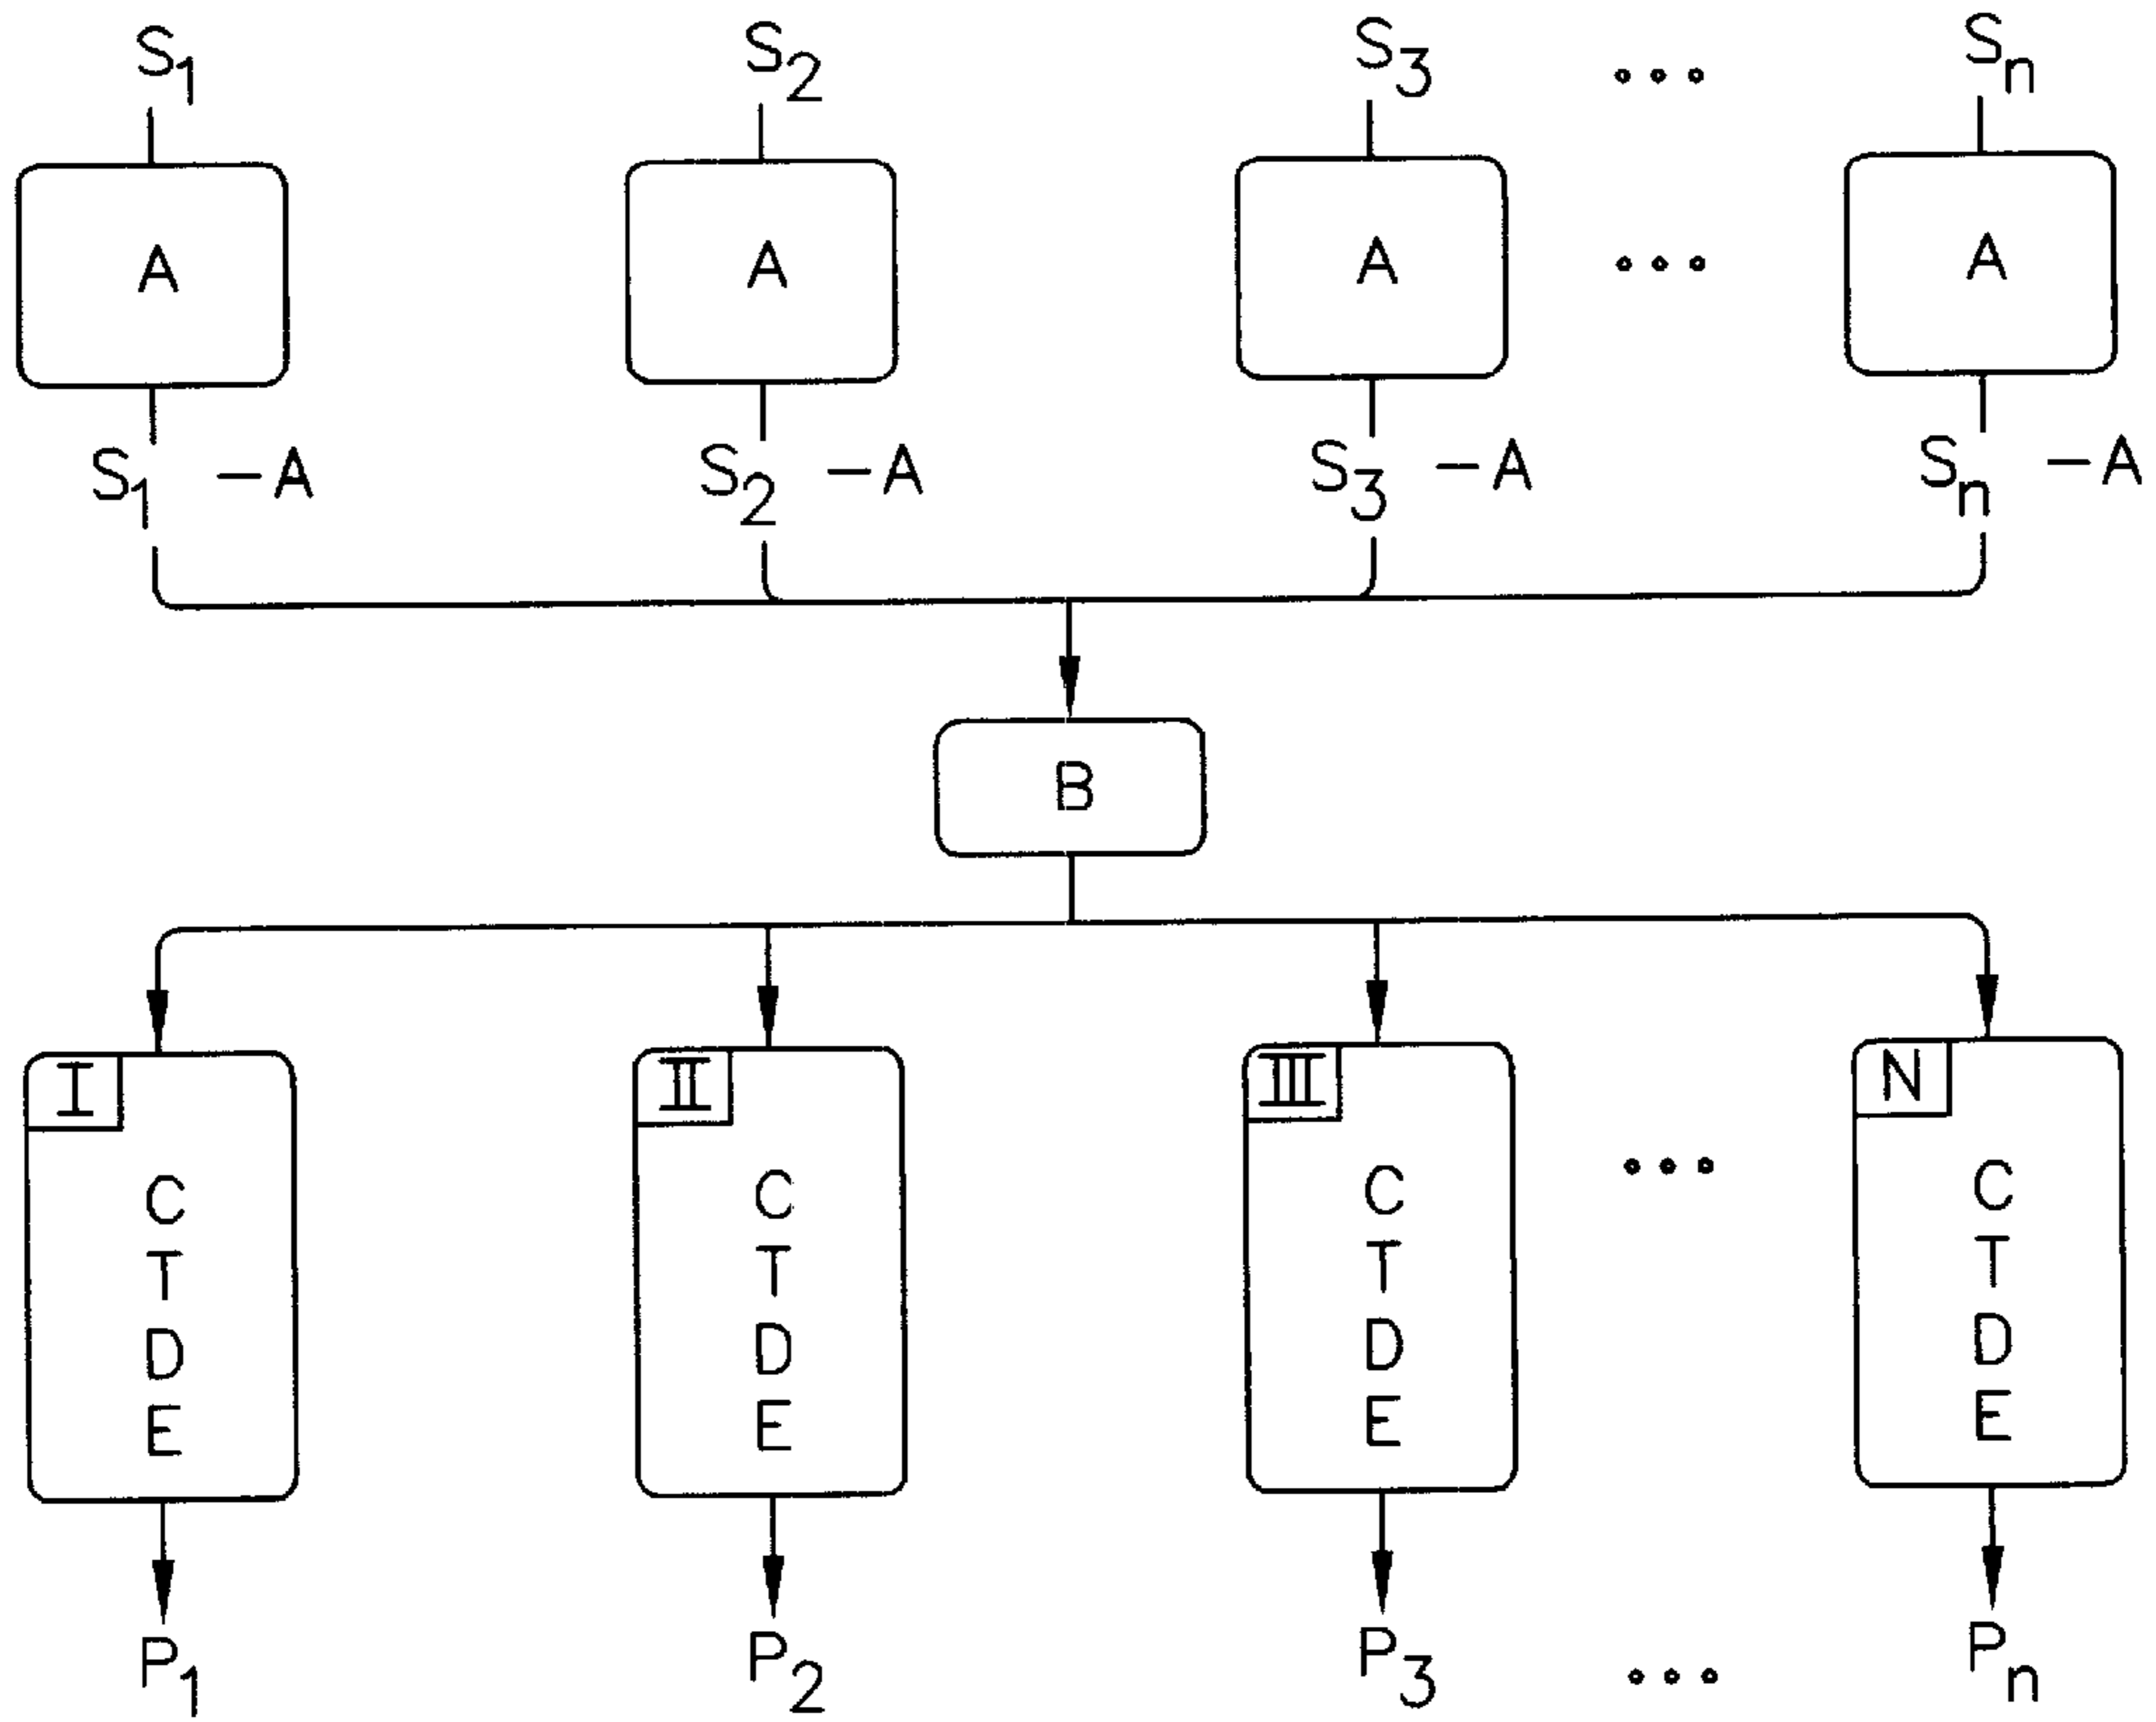 S1 S2 S3 ... Sn
A A A ... A
S1 -A S2 -A S3 -A Sn -A
B
I II III N
C C C ... C
T T T T
D D D D
E E E E
P1 P2 P3 ... Pn